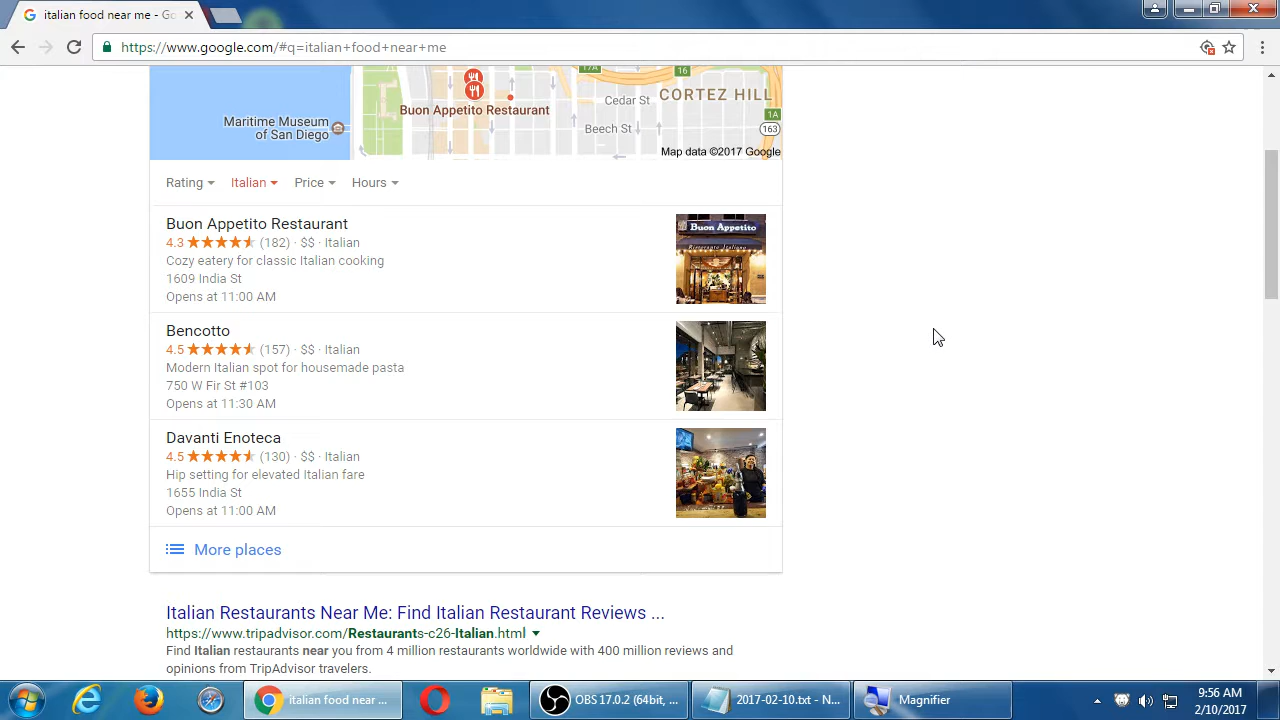 italian food near me - Go
https://www.google.com/#q=italian+food+near+me
17A
16
CORTEZ HILL
Cedar St
Buon Appetito Restaurant
1A
Maritime Museum
of San Diego
Beech St
163
Map data ©2017 Google
Rating Italian Price Hours
Buon Appetito Restaurant
4.3 (182) · $$ · Italian
Cozy eatery for classic Italian cooking
1609 India St
Opens at 11:00 AM
Buon Appetito
Ristorante Italiano
Bencotto
4.5 (157) · $$ · Italian
Modern Italian spot for housemade pasta
750 W Fir St #103
Opens at 11:30 AM
Davanti Enoteca
4.5 (130) · $$ · Italian
Hip setting for elevated Italian fare
1655 India St
Opens at 11:00 AM
More places
Italian Restaurants Near Me: Find Italian Restaurant Reviews ...
https://www.tripadvisor.com/Restaurants-c26-Italian.html
Find Italian restaurants near you from 4 million restaurants worldwide with 400 million reviews and
opinions from TripAdvisor travelers.
italian food near ...
OBS 17.0.2 (64bit, ...
2017-02-10.txt - N...
Magnifier
9:56 AM
2/10/2017